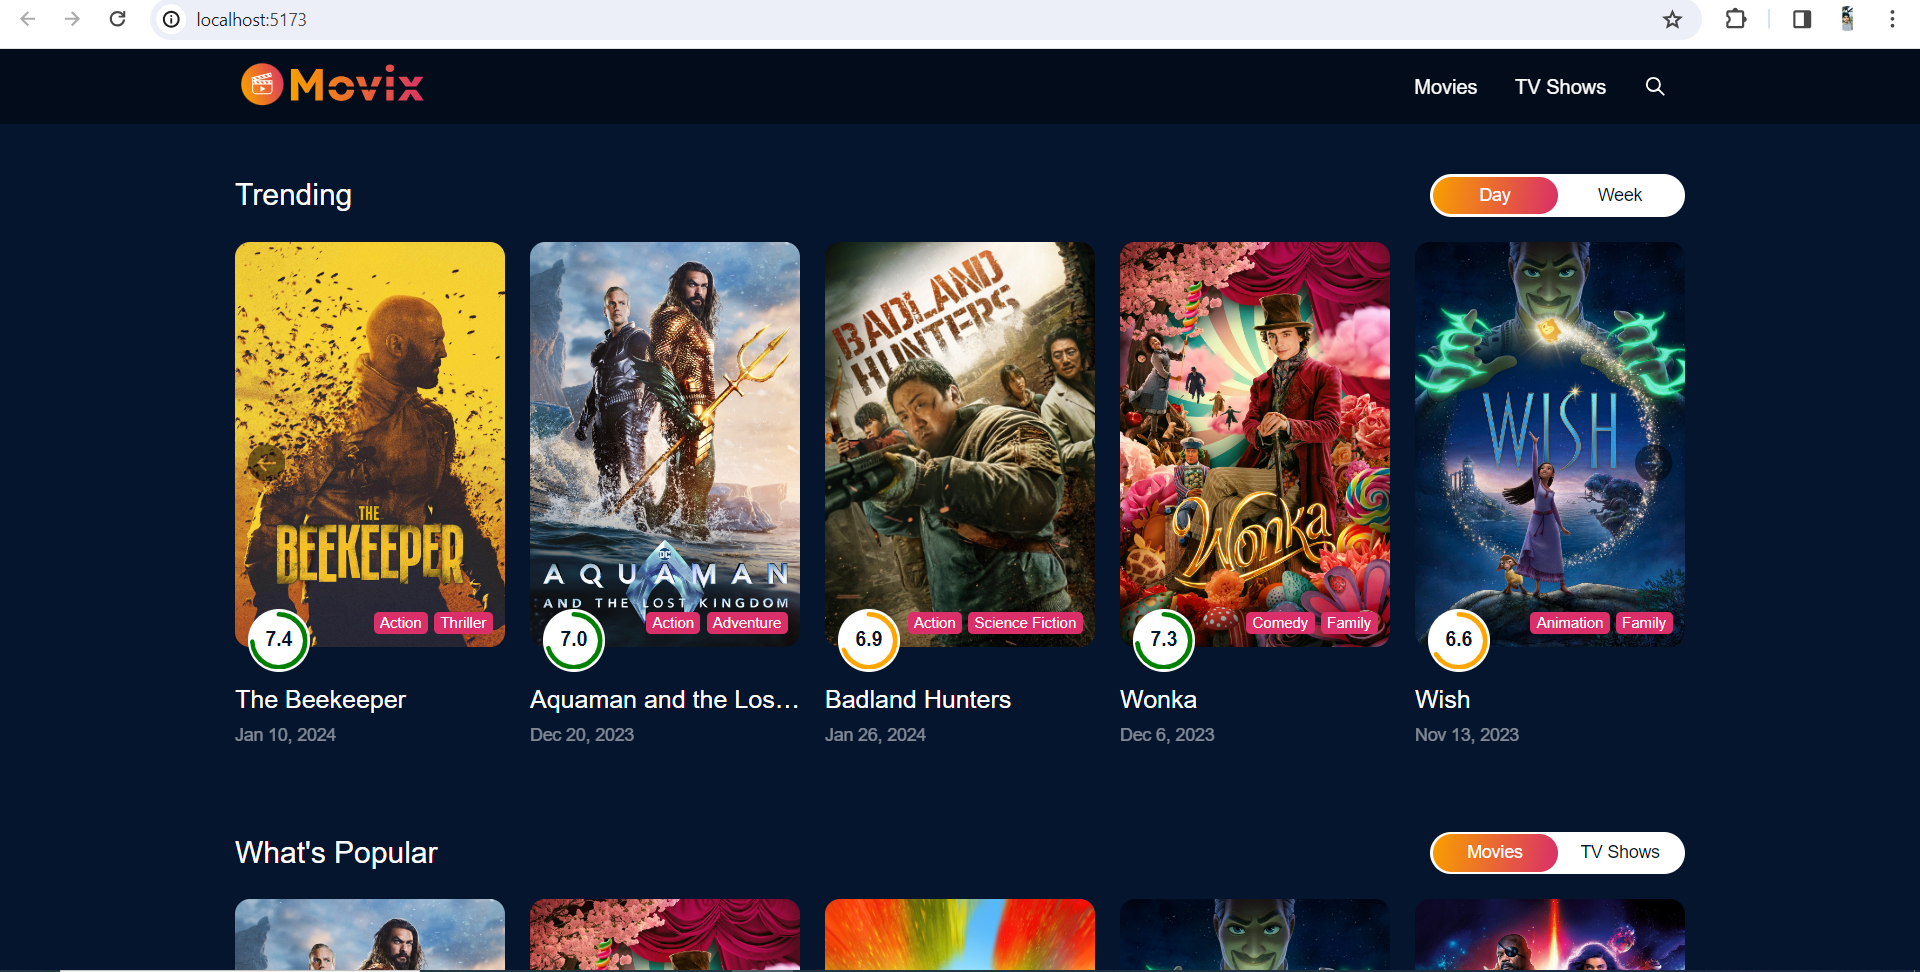 localhost:5173
Movix
Movies TV Shows
Trending
Day Week
THE
BEEKEEPER
Action Thriller
7.4
The Beekeeper
Jan 10, 2024
DC
AQUAMAN
AND THE LOST KINGDOM
Action Adventure
7.0
Aquaman and the Los...
Dec 20, 2023
BADLAND
HUNTERS
Action Science Fiction
6.9
Badland Hunters
Jan 26, 2024
Wonka
Comedy Family
7.3
Wonka
Dec 6, 2023
WISH
Animation Family
6.6
Wish
Nov 13, 2023
What's Popular
Movies TV Shows